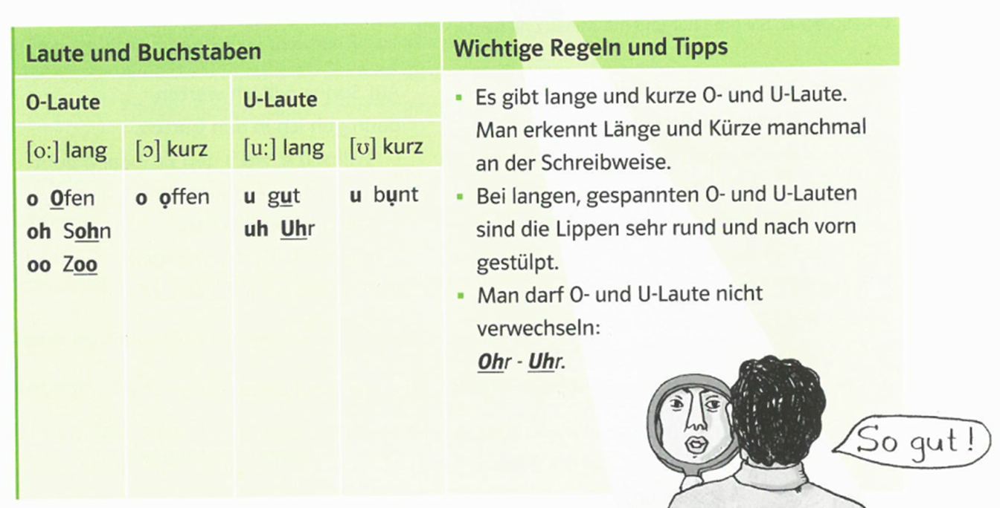 Laute und Buchstaben
Wichtige Regeln und Tipps
O-Laute
U-Laute
[o:] lang
[ɔ] kurz
[u:] lang
[ʊ] kurz
o Ofen
o offen
u gut
u bunt
oh Sohn
uh Uhr
oo Zoo
▪ Es gibt lange und kurze O- und U-Laute.
Man erkennt Länge und Kürze manchmal
an der Schreibweise.
▪ Bei langen, gespannten O- und U-Lauten
sind die Lippen sehr rund und nach vorn
gestülpt.
▪ Man darf O- und U-Laute nicht
verwechseln:
Ohr - Uhr.
So gut!